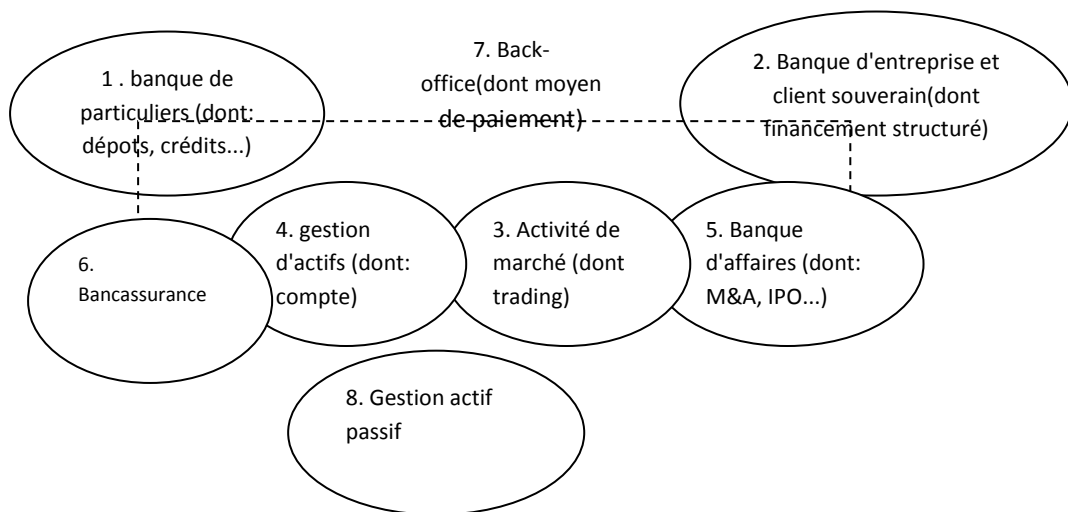 1 . banque de
particuliers (dont:
dépots, crédits...)
7. Back-
office(dont moyen
de paiement)
2. Banque d'entreprise et
client souverain(dont
financement structuré)
6.
Bancassurance
4. gestion
d'actifs (dont:
compte)
3. Activité de
marché (dont
trading)
5. Banque
d'affaires (dont:
M&A, IPO...)
8. Gestion actif
passif